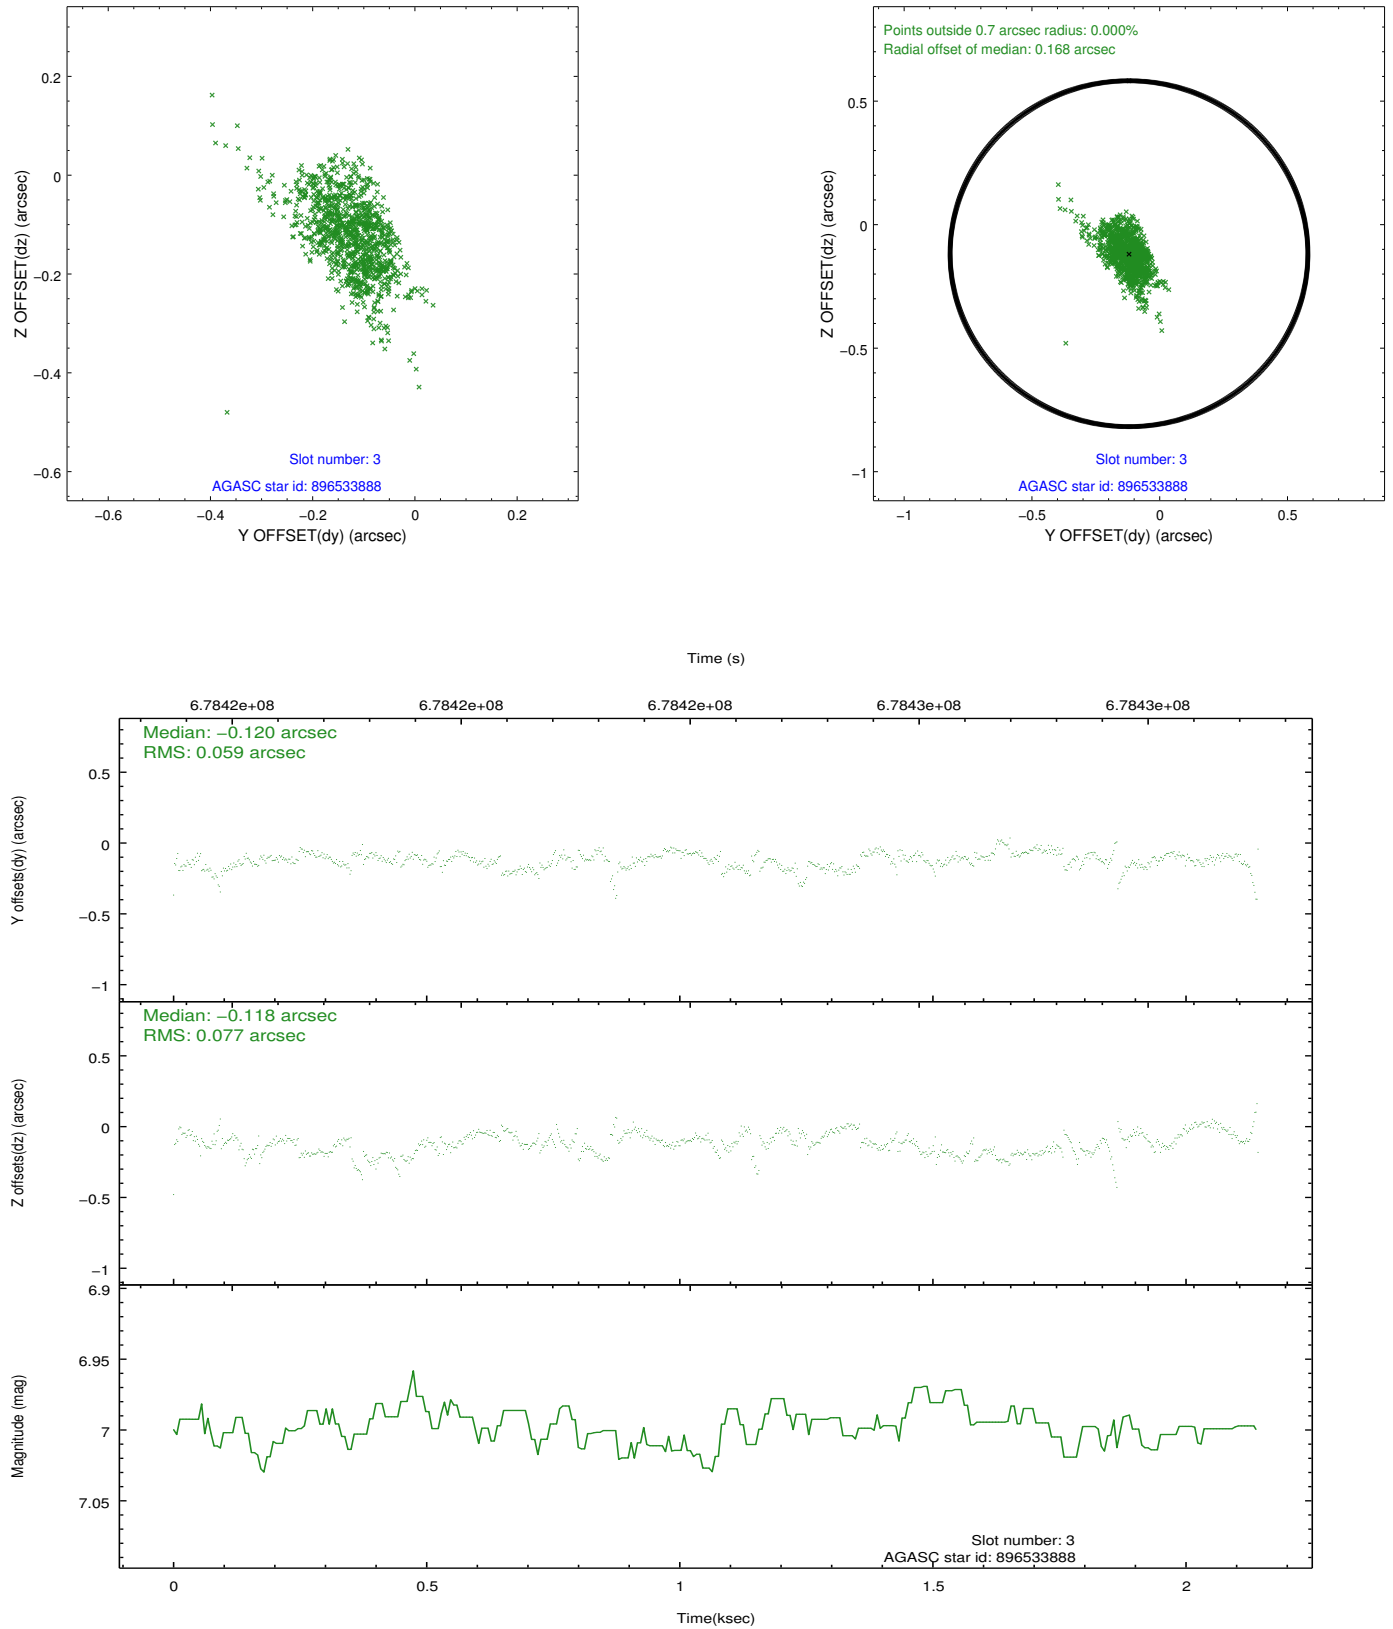 0.2
0
−0.2
−0.4
−0.6
Z OFFSET(dz) (arcsec)
Slot number: 3
AGASC star id: 896533888
−0.6
−0.4
−0.2
0
0.2
Y OFFSET(dy) (arcsec)
Points outside 0.7 arcsec radius: 0.000%
Radial offset of median: 0.168 arcsec
0.5
0
−0.5
−1
Z OFFSET(dz) (arcsec)
Slot number: 3
AGASC star id: 896533888
−1
−0.5
0
0.5
Y OFFSET(dy) (arcsec)
Time (s)
6.7842e+08
6.7842e+08
6.7842e+08
6.7843e+08
6.7843e+08
Median: −0.120 arcsec
RMS: 0.059 arcsec
0.5
0
−0.5
−1
Y offsets(dy) (arcsec)
Median: −0.118 arcsec
RMS: 0.077 arcsec
0.5
0
−0.5
−1
Z offsets(dz) (arcsec)
6.9
6.95
7
7.05
Magnitude (mag)
Slot number: 3
AGASC star id: 896533888
0
0.5
1
1.5
2
Time(ksec)